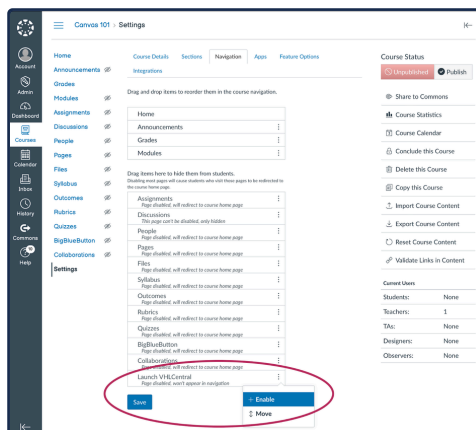 Canvas 101 › Settings
Account
Admin
Dashboard
Courses
Calendar
Inbox
History
Commons
Help
Home
Announcements
Grades
Modules
Assignments
Discussions
People
Pages
Files
Syllabus
Outcomes
Rubrics
Quizzes
BigBlueButton
Collaborations
Settings
Course Details Sections Navigation Apps Feature Options
Integrations
Drag and drop items to reorder them in the course navigation.
Home
Announcements
Grades
Modules
Drag items here to hide them from students.
Disabling most pages will cause students who visit those pages to be redirected to
the course home page.
Assignments
Page disabled, will redirect to course home page
Discussions
This page can't be disabled, only hidden
People
Page disabled, will redirect to course home page
Pages
Page disabled, will redirect to course home page
Files
Page disabled, will redirect to course home page
Syllabus
Page disabled, will redirect to course home page
Outcomes
Page disabled, will redirect to course home page
Rubrics
Page disabled, will redirect to course home page
Quizzes
Page disabled, will redirect to course home page
BigBlueButton
Page disabled, will redirect to course home page
Collaborations
Page disabled, will redirect to course home page
Launch VHLCentral
Page disabled, won't appear in navigation
+ Enable
Move
Save
Course Status
Unpublished Publish
Share to Commons
Course Statistics
Course Calendar
Conclude this Course
Delete this Course
Copy this Course
Import Course Content
Export Course Content
Reset Course Content
Validate Links in Content
Current Users
Students: None
Teachers: 1
TAs: None
Designers: None
Observers: None